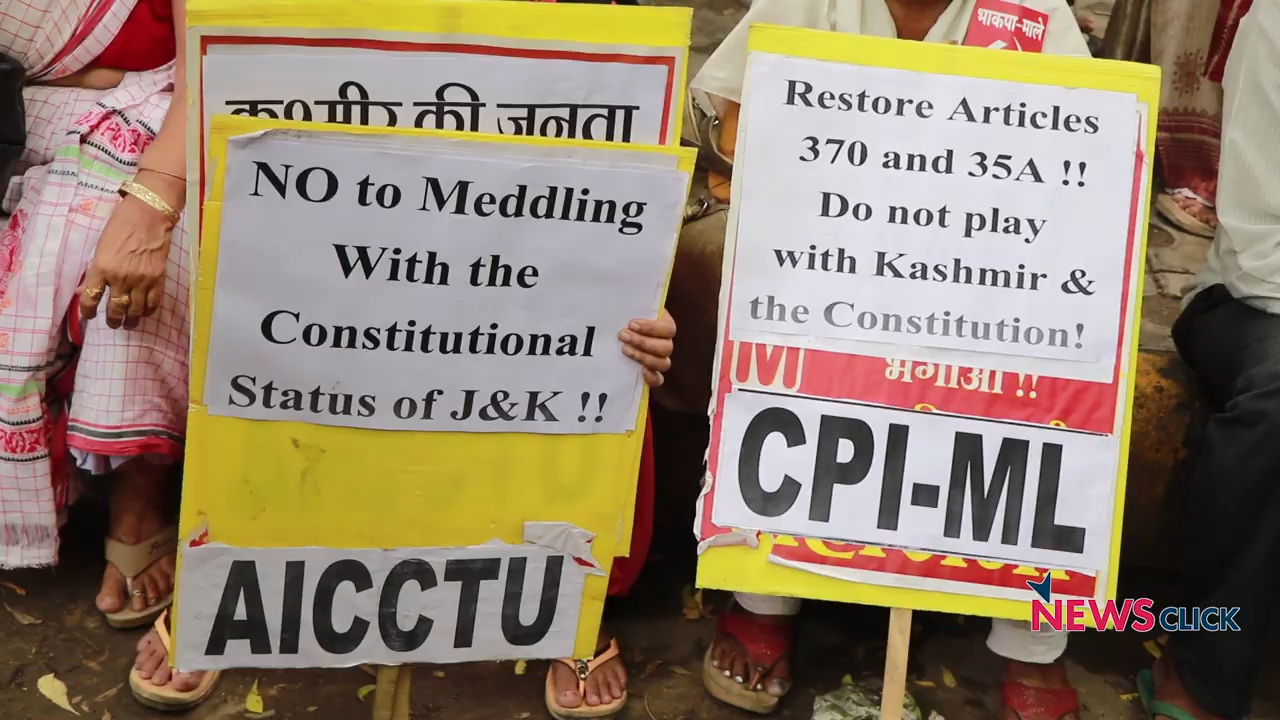 भाकपा-माले
कश्मीर की जनता
NO to Meddling
With the
Constitutional
Status of J&K !!
AICCTU
Restore Articles
370 and 35A !!
Do not play
with Kashmir &
the Constitution!
भगाओ !!
CPI-ML
NEWSCLICK